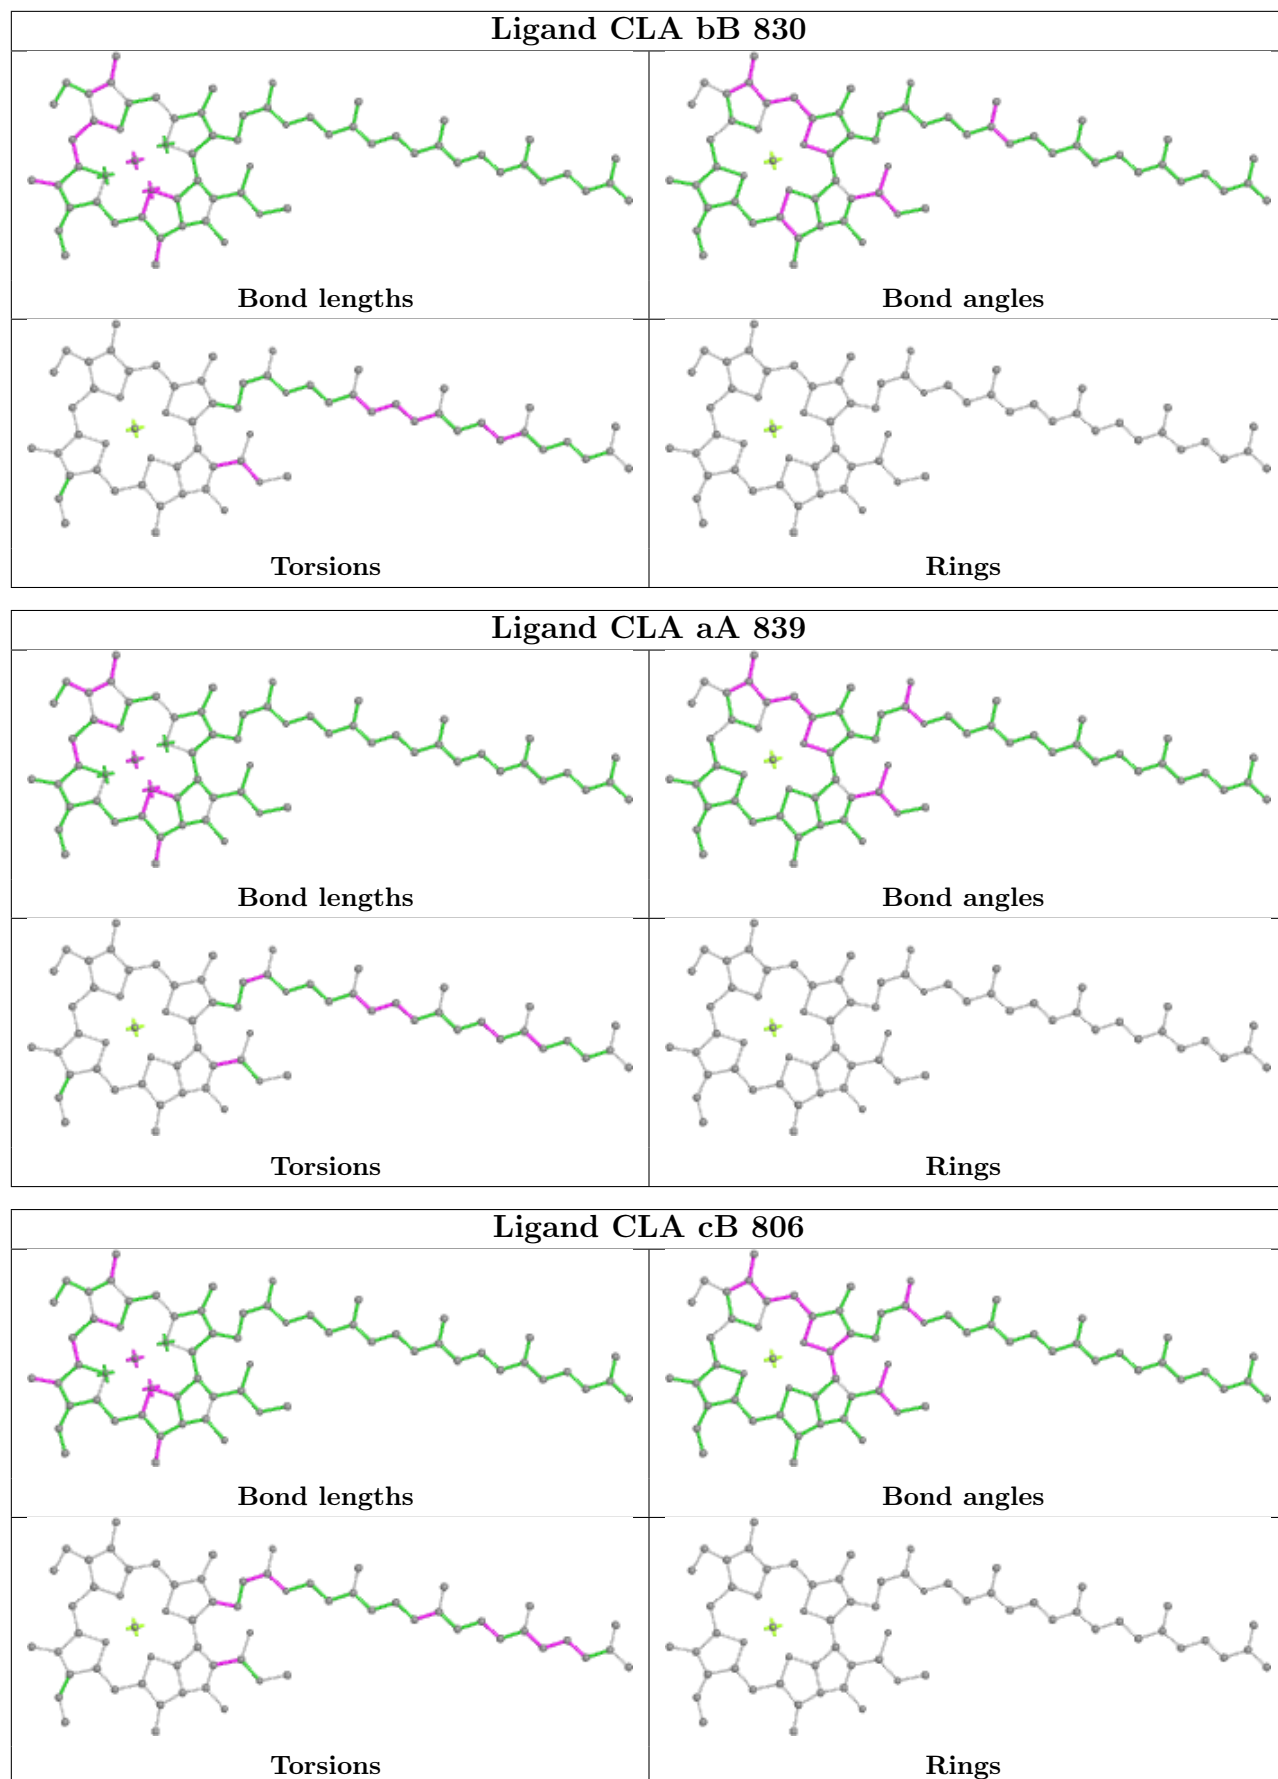 Ligand CLA bB 830
Bond lengths
Bond angles
Torsions
Rings
Ligand CLA aA 839
Bond lengths
Bond angles
Torsions
Rings
Ligand CLA cB 806
Bond lengths
Bond angles
Torsions
Rings